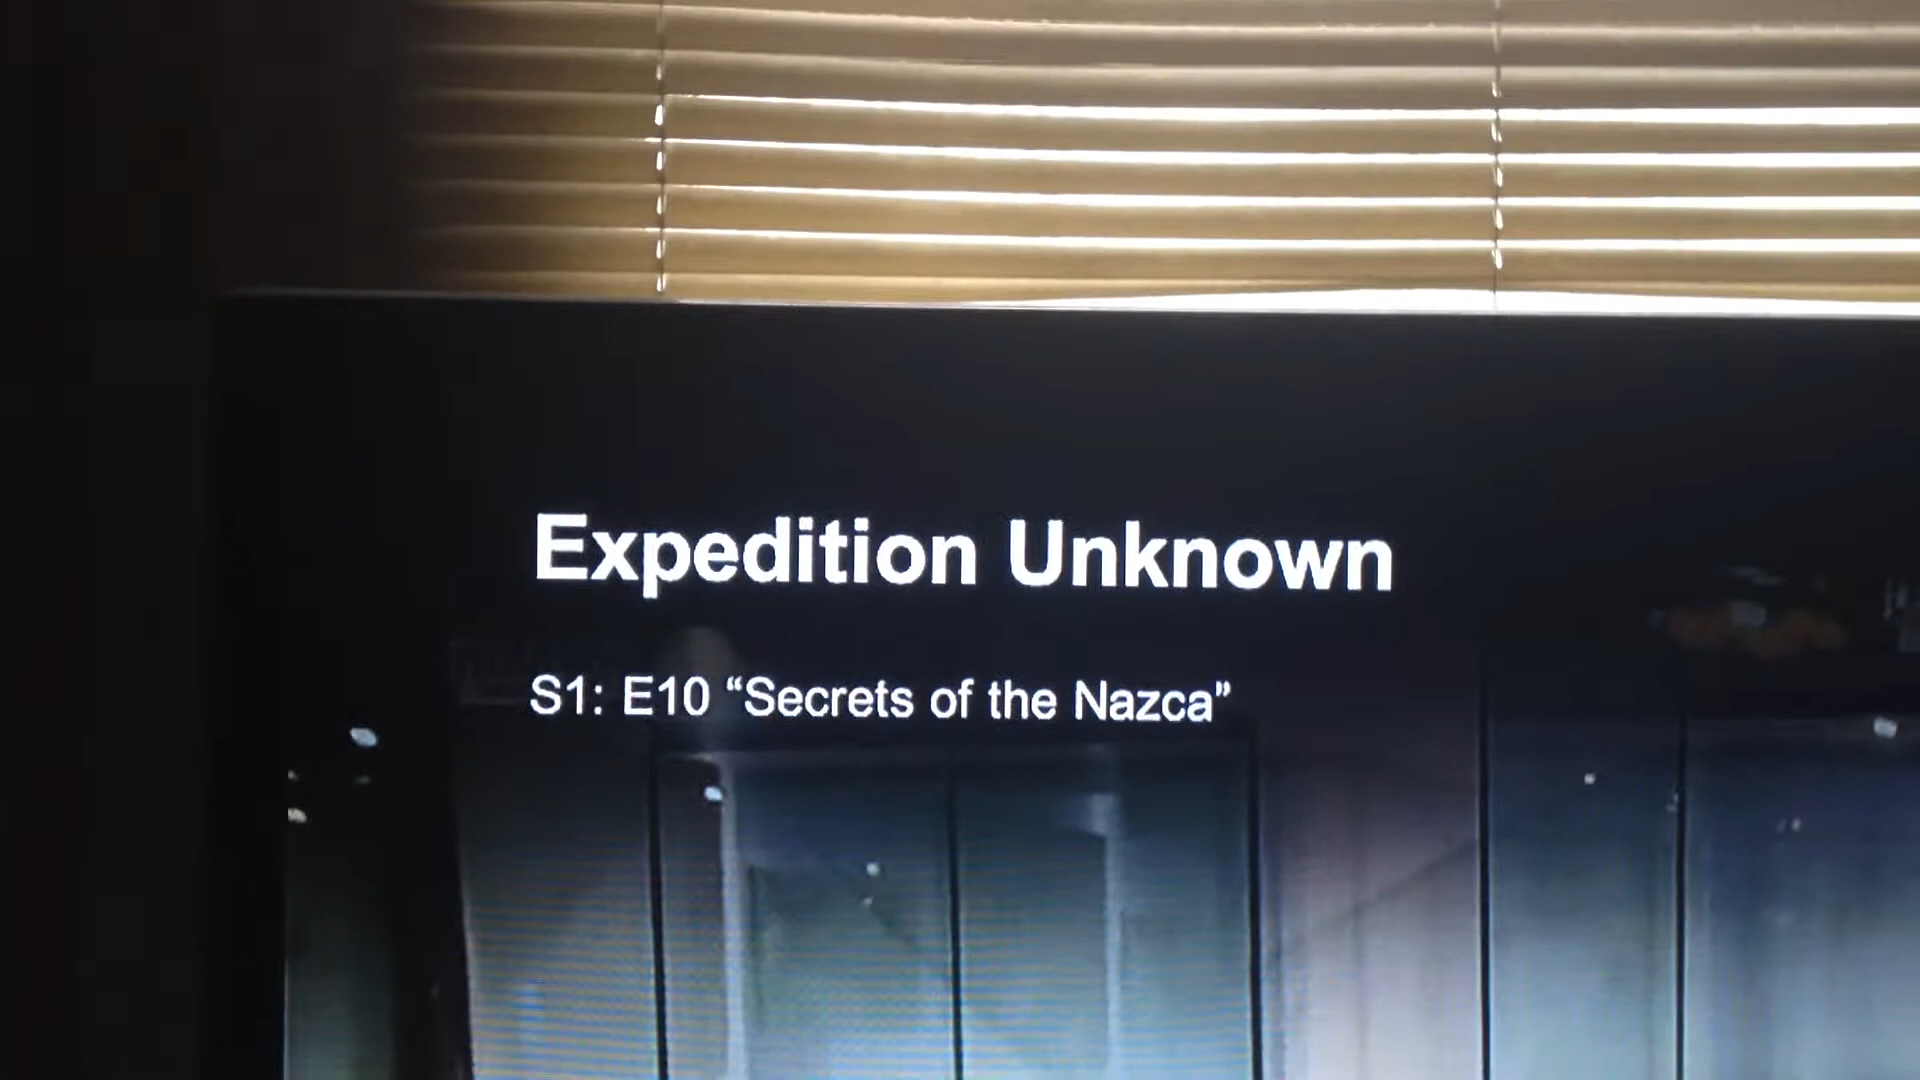 Expedition Unknown
S1: E10 “Secrets of the Nazca”